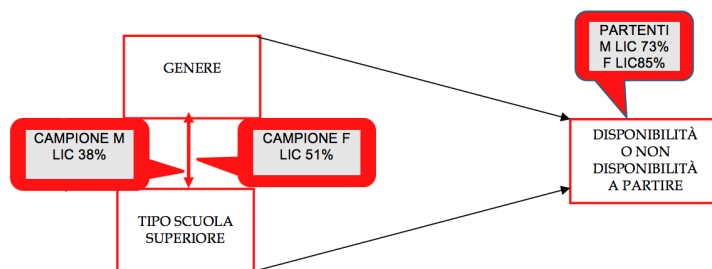 GENERE
PARTENTI
M LIC 73%
F LIC85%
CAMPIONE M
LIC 38%
CAMPIONE F
LIC 51%
DISPONIBILITÀ
O NON
DISPONIBILITÀ
A PARTIRE
TIPO SCUOLA
SUPERIORE